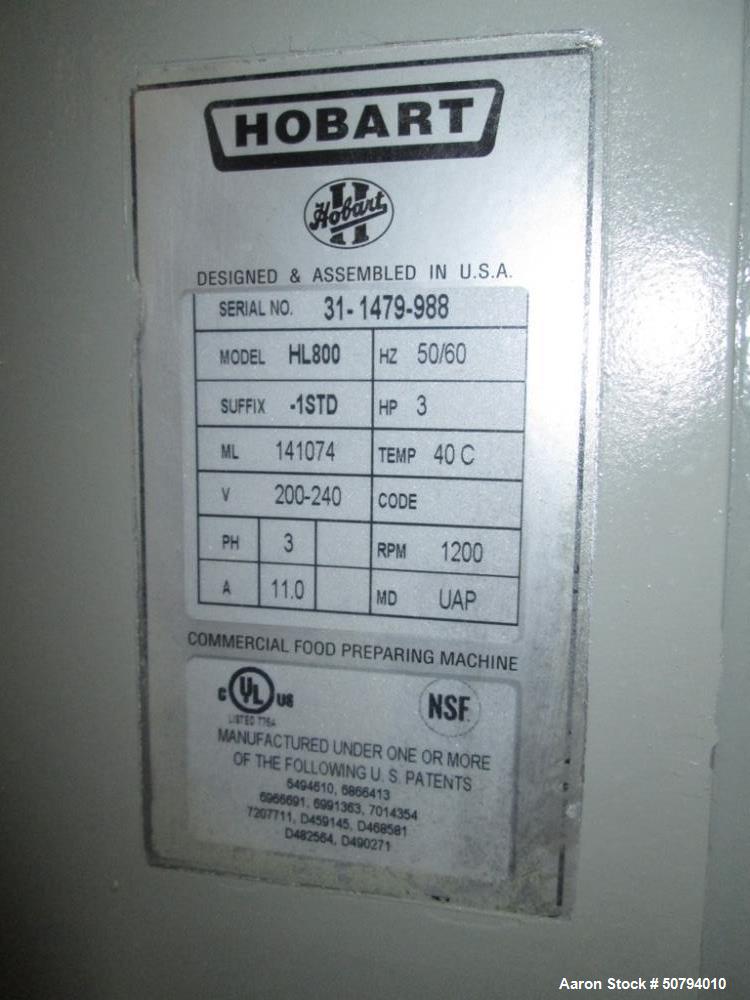 HOBART
Hobart
DESIGNED & ASSEMBLED IN U.S.A.
SERIAL NO. 31-1479-988
MODEL HL800 HZ 50/60
SUFFIX -1STD HP 3
ML 141074 TEMP 40 C
V 200-240 CODE
PH 3 RPM 1200
A 11.0 MD UAP
COMMERCIAL FOOD PREPARING MACHINE
C UL US NSF
LISTED 776A
MANUFACTURED UNDER ONE OR MORE
OF THE FOLLOWING U.S. PATENTS
5494610, 6866413
6966691, 6991363, 7014354
7207711, D459145, D468581
D482564, D490271
Aaron Stock # 50794010